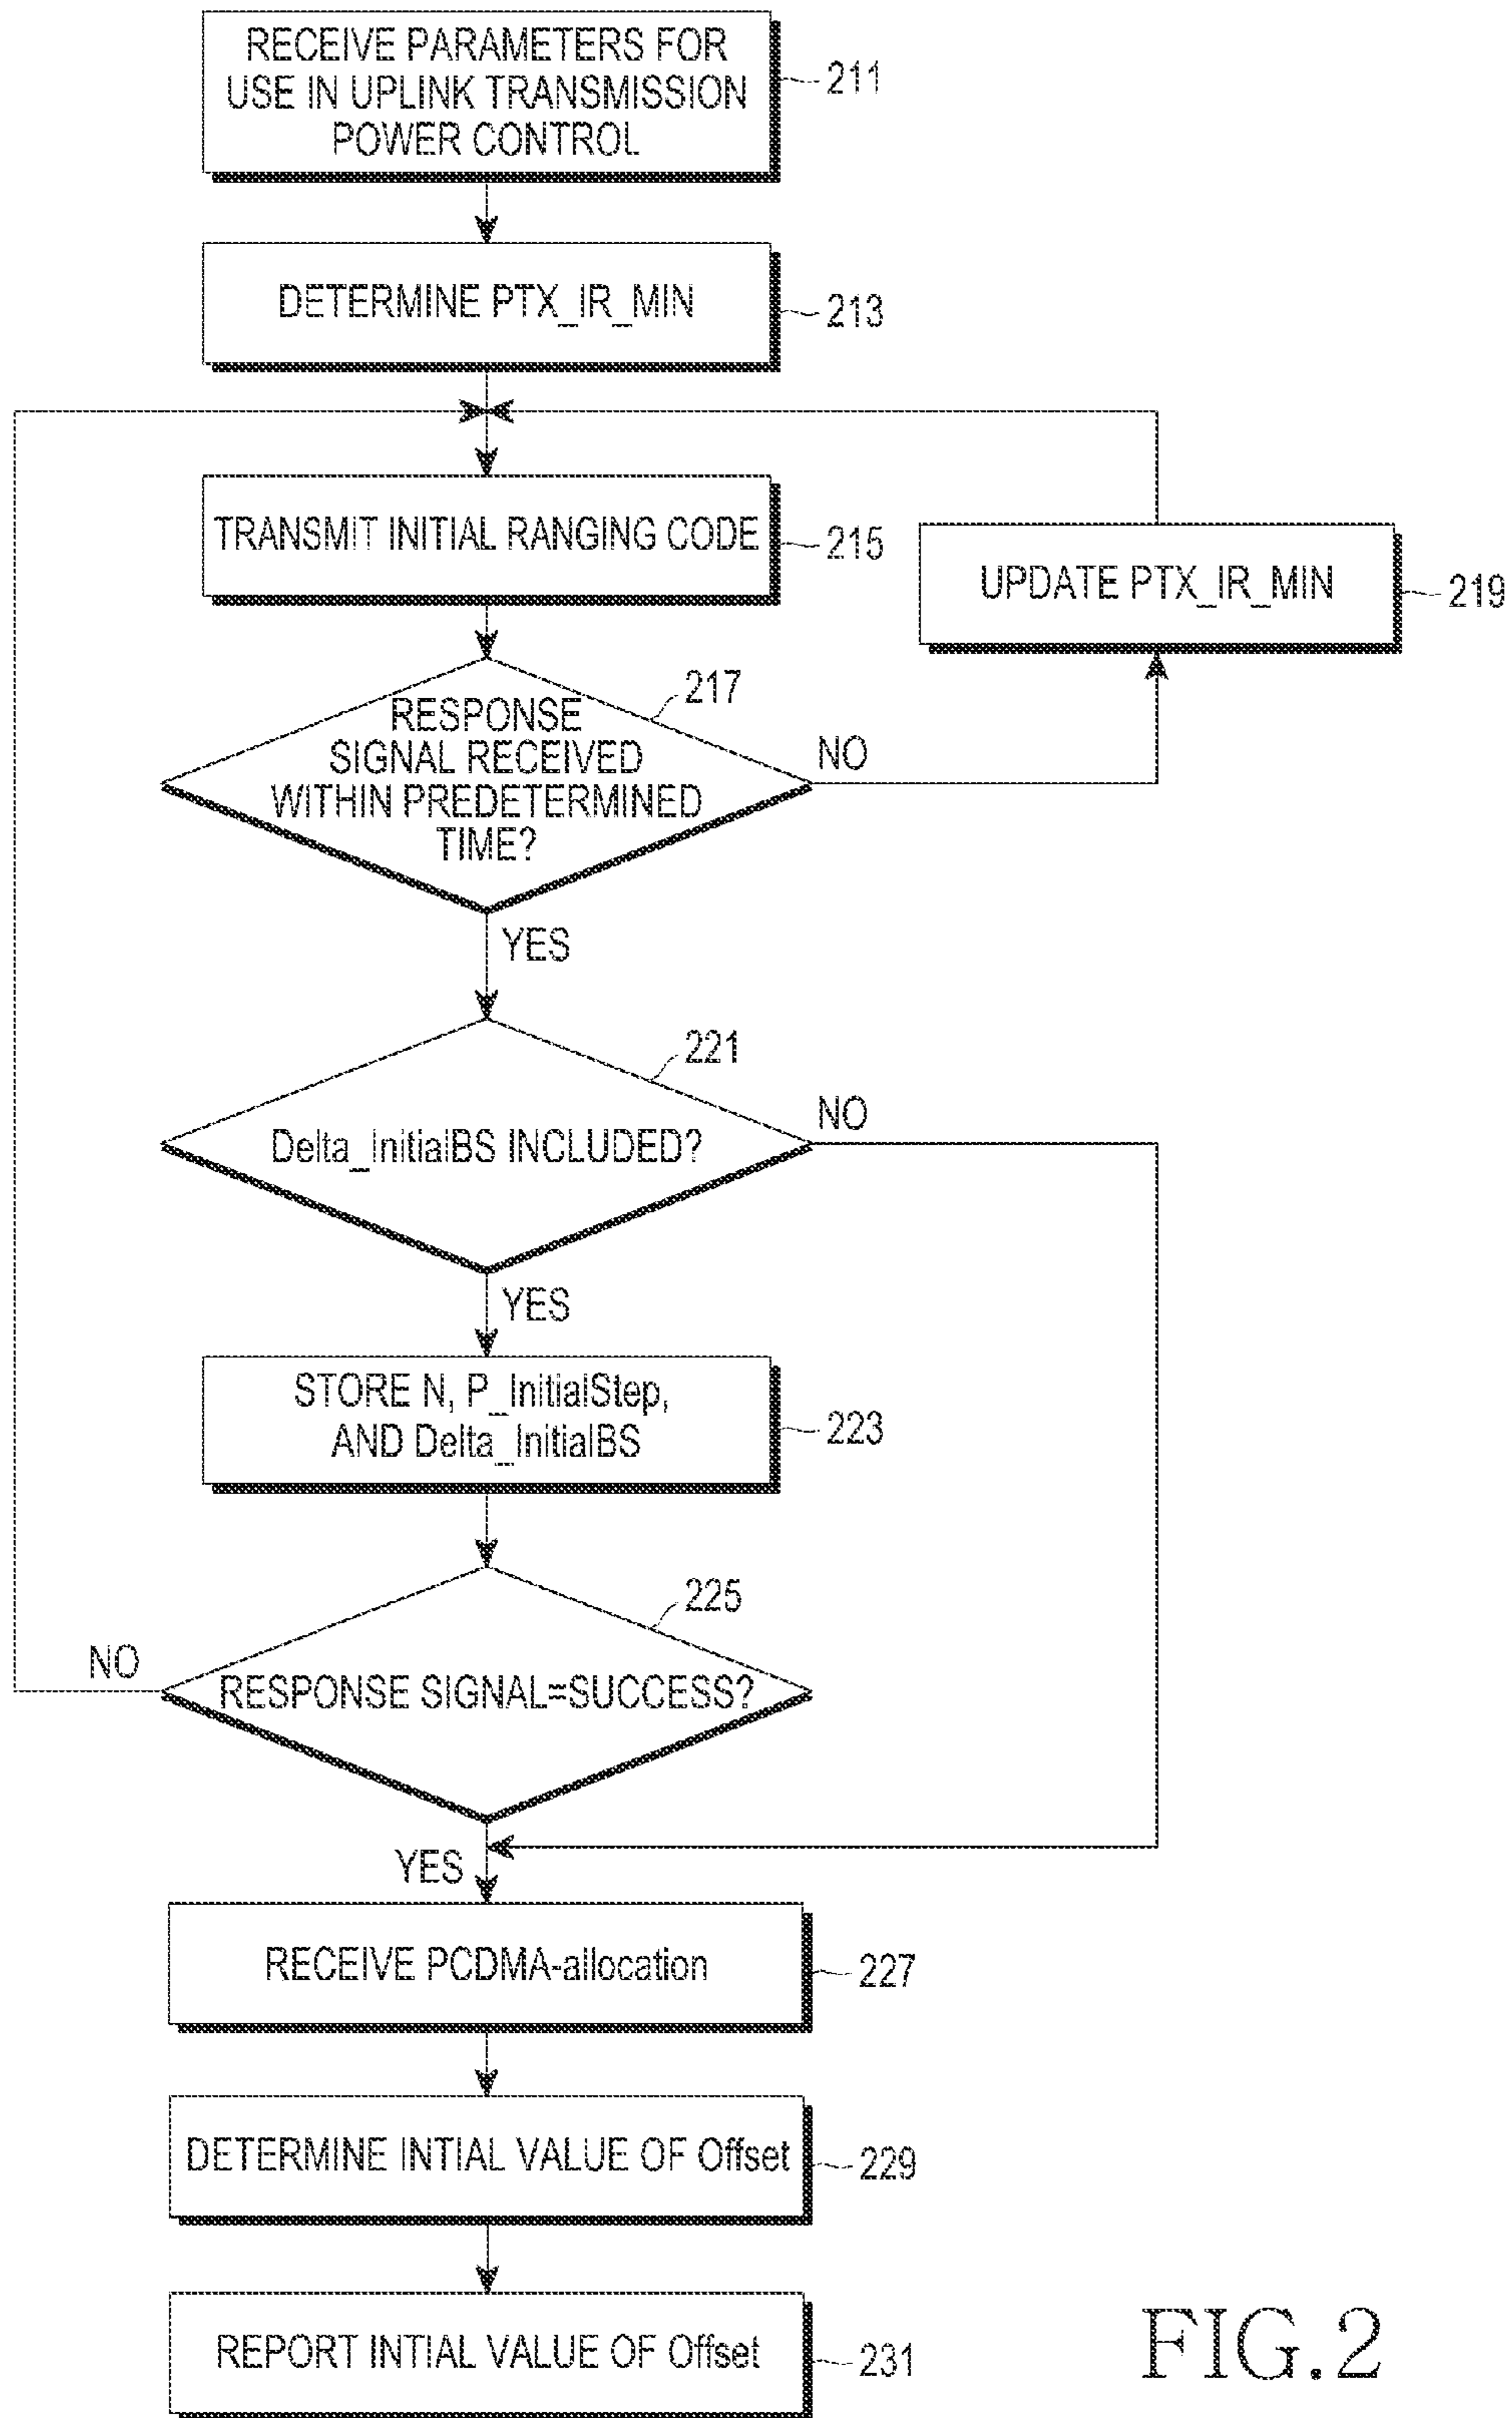 RECEIVE PARAMETERS FOR
USE IN UPLINK TRANSMISSION
POWER CONTROL
211
DETERMINE PTX_IR_MIN
213
TRANSMIT INITIAL RANGING CODE
215
UPDATE PTX_IR_MIN
219
217
RESPONSE
SIGNAL RECEIVED
WITHIN PREDETERMINED
TIME?
NO
YES
221
Delta_InitialBS INCLUDED?
NO
YES
STORE N, P_InitialStep,
AND Delta_InitialBS
223
225
RESPONSE SIGNAL=SUCCESS?
NO
YES
RECEIVE PCDMA-allocation
227
DETERMINE INTIAL VALUE OF Offset
229
REPORT INTIAL VALUE OF Offset
231
FIG.2